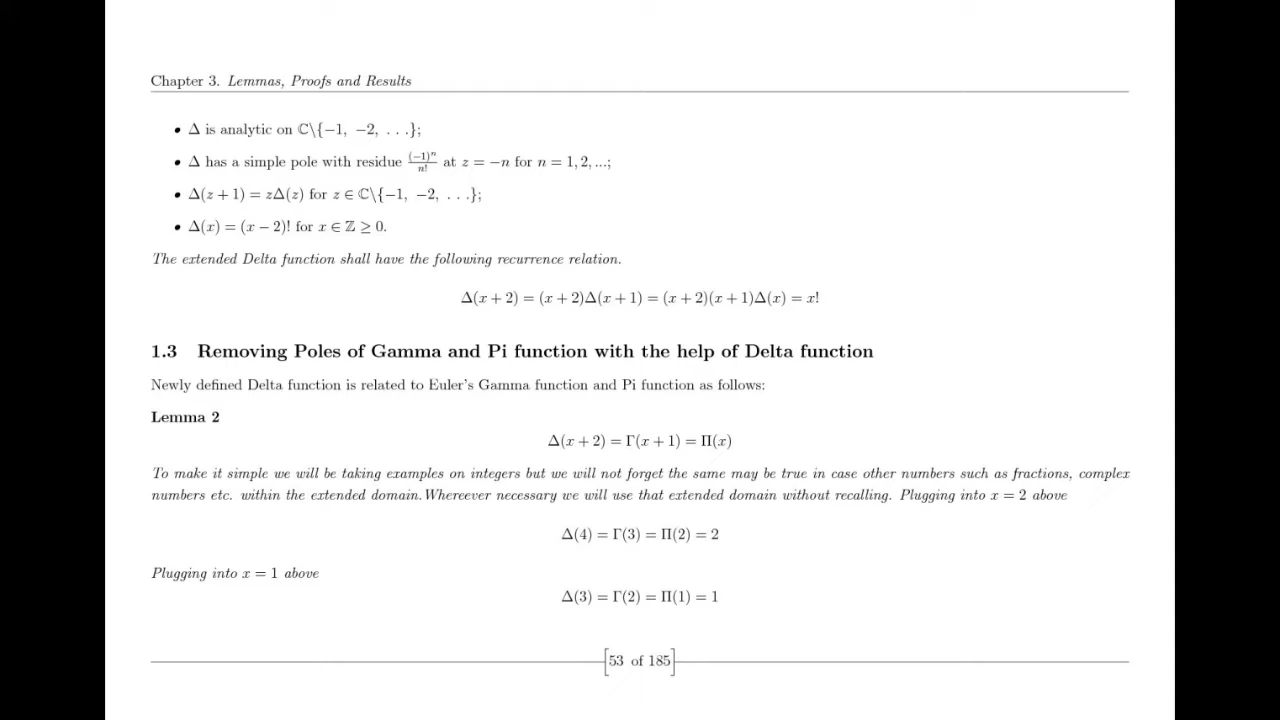 Chapter 3. Lemmas, Proofs and Results
• Δ is analytic on ℂ\{−1, −2, . . .};
• Δ has a simple pole with residue (−1)ⁿ/n! at z = −n for n = 1, 2, ...;
• Δ(z + 1) = zΔ(z) for z ∈ ℂ\{−1, −2, . . .};
• Δ(x) = (x − 2)! for x ∈ ℤ ≥ 0.
The extended Delta function shall have the following recurrence relation.
Δ(x + 2) = (x + 2)Δ(x + 1) = (x + 2)(x + 1)Δ(x) = x!
1.3 Removing Poles of Gamma and Pi function with the help of Delta function
Newly defined Delta function is related to Euler's Gamma function and Pi function as follows:
Lemma 2
Δ(x + 2) = Γ(x + 1) = Π(x)
To make it simple we will be taking examples on integers but we will not forget the same may be true in case other numbers such as fractions, complex
numbers etc. within the extended domain.Whereever necessary we will use that extended domain without recalling. Plugging into x = 2 above
Δ(4) = Γ(3) = Π(2) = 2
Plugging into x = 1 above
Δ(3) = Γ(2) = Π(1) = 1
[53 of 185]